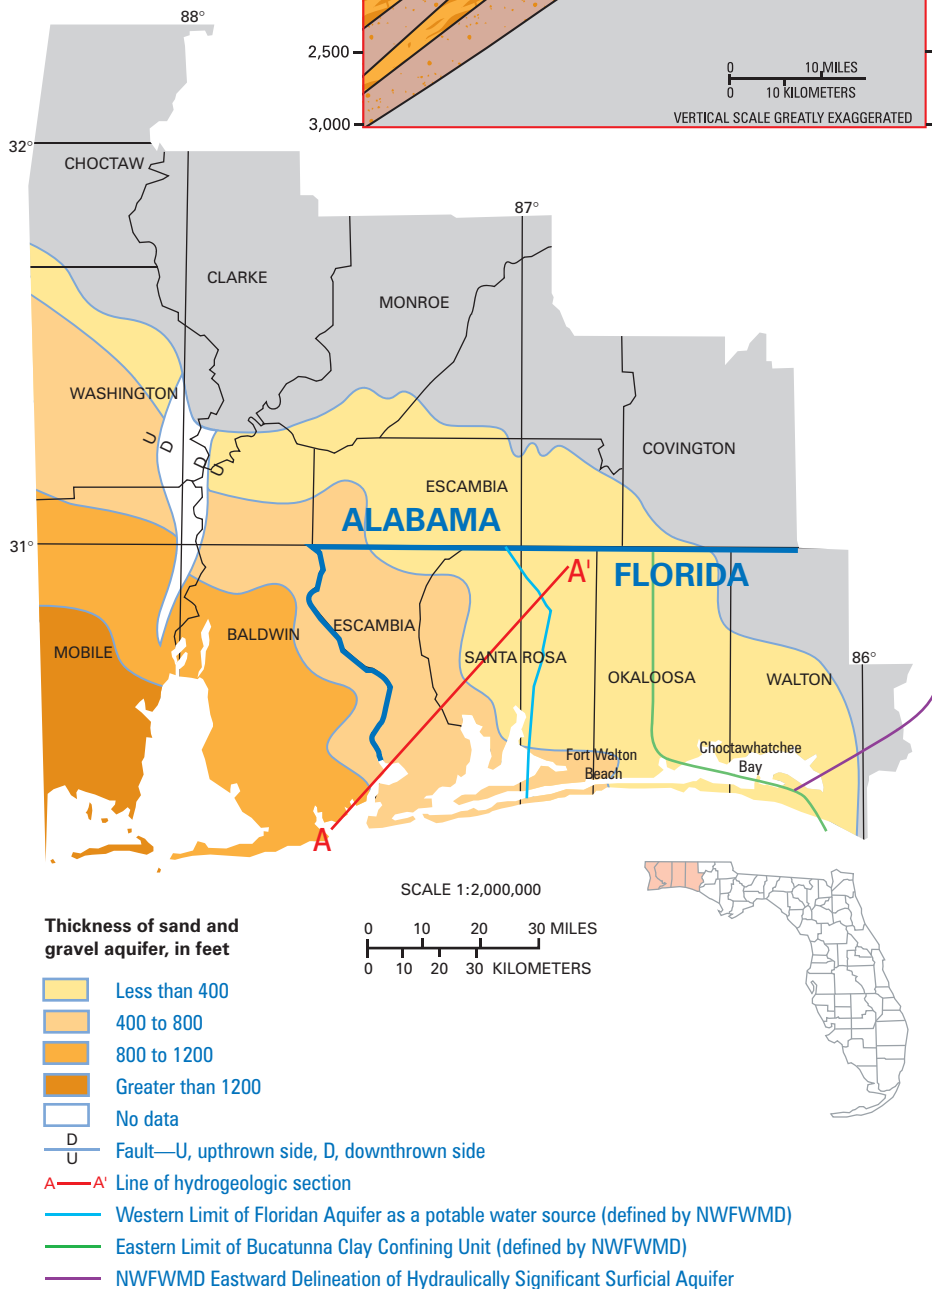 2,500
3,000
0 10 MILES
0 10 KILOMETERS
VERTICAL SCALE GREATLY EXAGGERATED
88°
32°
CHOCTAW
87°
CLARKE
MONROE
WASHINGTON
U
D
D
U
COVINGTON
ESCAMBIA
ALABAMA
31°
A'
FLORIDA
BALDWIN
ESCAMBIA
MOBILE
SANTA ROSA
86°
OKALOOSA
WALTON
Fort Walton
Beach
Choctawhatchee
Bay
A
SCALE 1:2,000,000
0 10 20 30 MILES
0 10 20 30 KILOMETERS
Thickness of sand and
gravel aquifer, in feet
Less than 400
400 to 800
800 to 1200
Greater than 1200
No data
D
U
Fault—U, upthrown side, D, downthrown side
A A' Line of hydrogeologic section
Western Limit of Floridan Aquifer as a potable water source (defined by NWFWMD)
Eastern Limit of Bucatunna Clay Confining Unit (defined by NWFWMD)
NWFWMD Eastward Delineation of Hydraulically Significant Surficial Aquifer